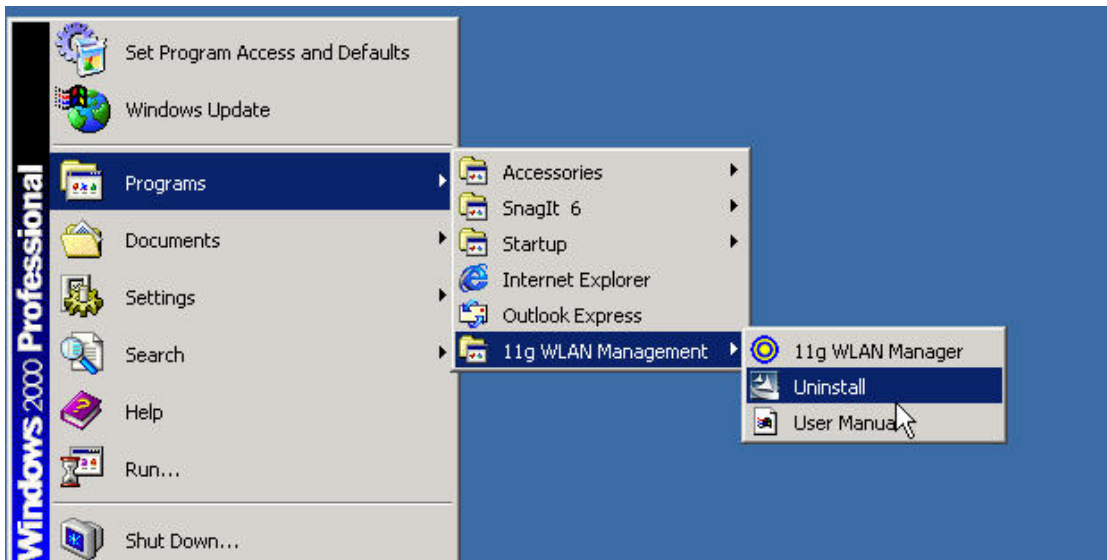 Windows 2000 Professional
Set Program Access and Defaults
Windows Update
Programs
Documents
Settings
Search
Help
Run...
Shut Down...
Accessories
SnagIt 6
Startup
Internet Explorer
Outlook Express
11g WLAN Management
11g WLAN Manager
Uninstall
User Manual